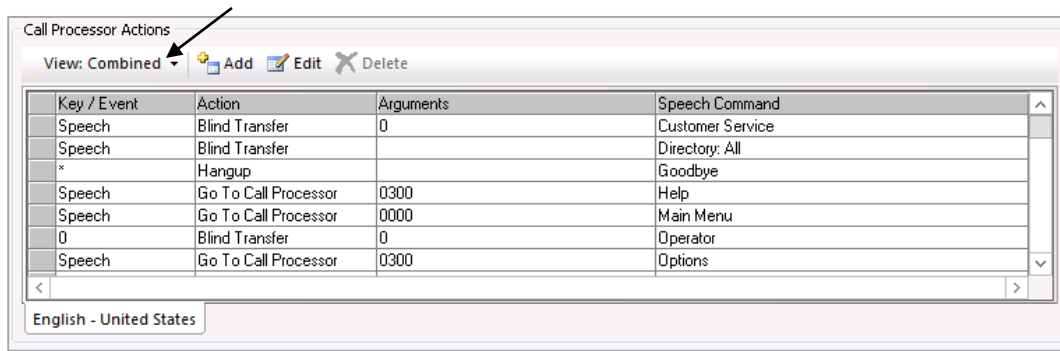 Call Processor Actions
View: Combined Add Edit Delete
Key / Event Action Arguments Speech Command
Speech Blind Transfer 0 Customer Service
Speech Blind Transfer Directory: All
* Hangup Goodbye
Speech Go To Call Processor 0300 Help
Speech Go To Call Processor 0000 Main Menu
0 Blind Transfer 0 Operator
Speech Go To Call Processor 0300 Options
English - United States